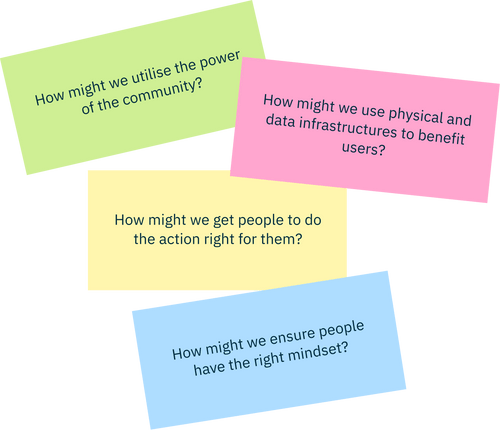 How might we utilise the power
of the community?
How might we use physical and
data infrastructures to benefit
users?
How might we get people to do
the action right for them?
How might we ensure people
have the right mindset?